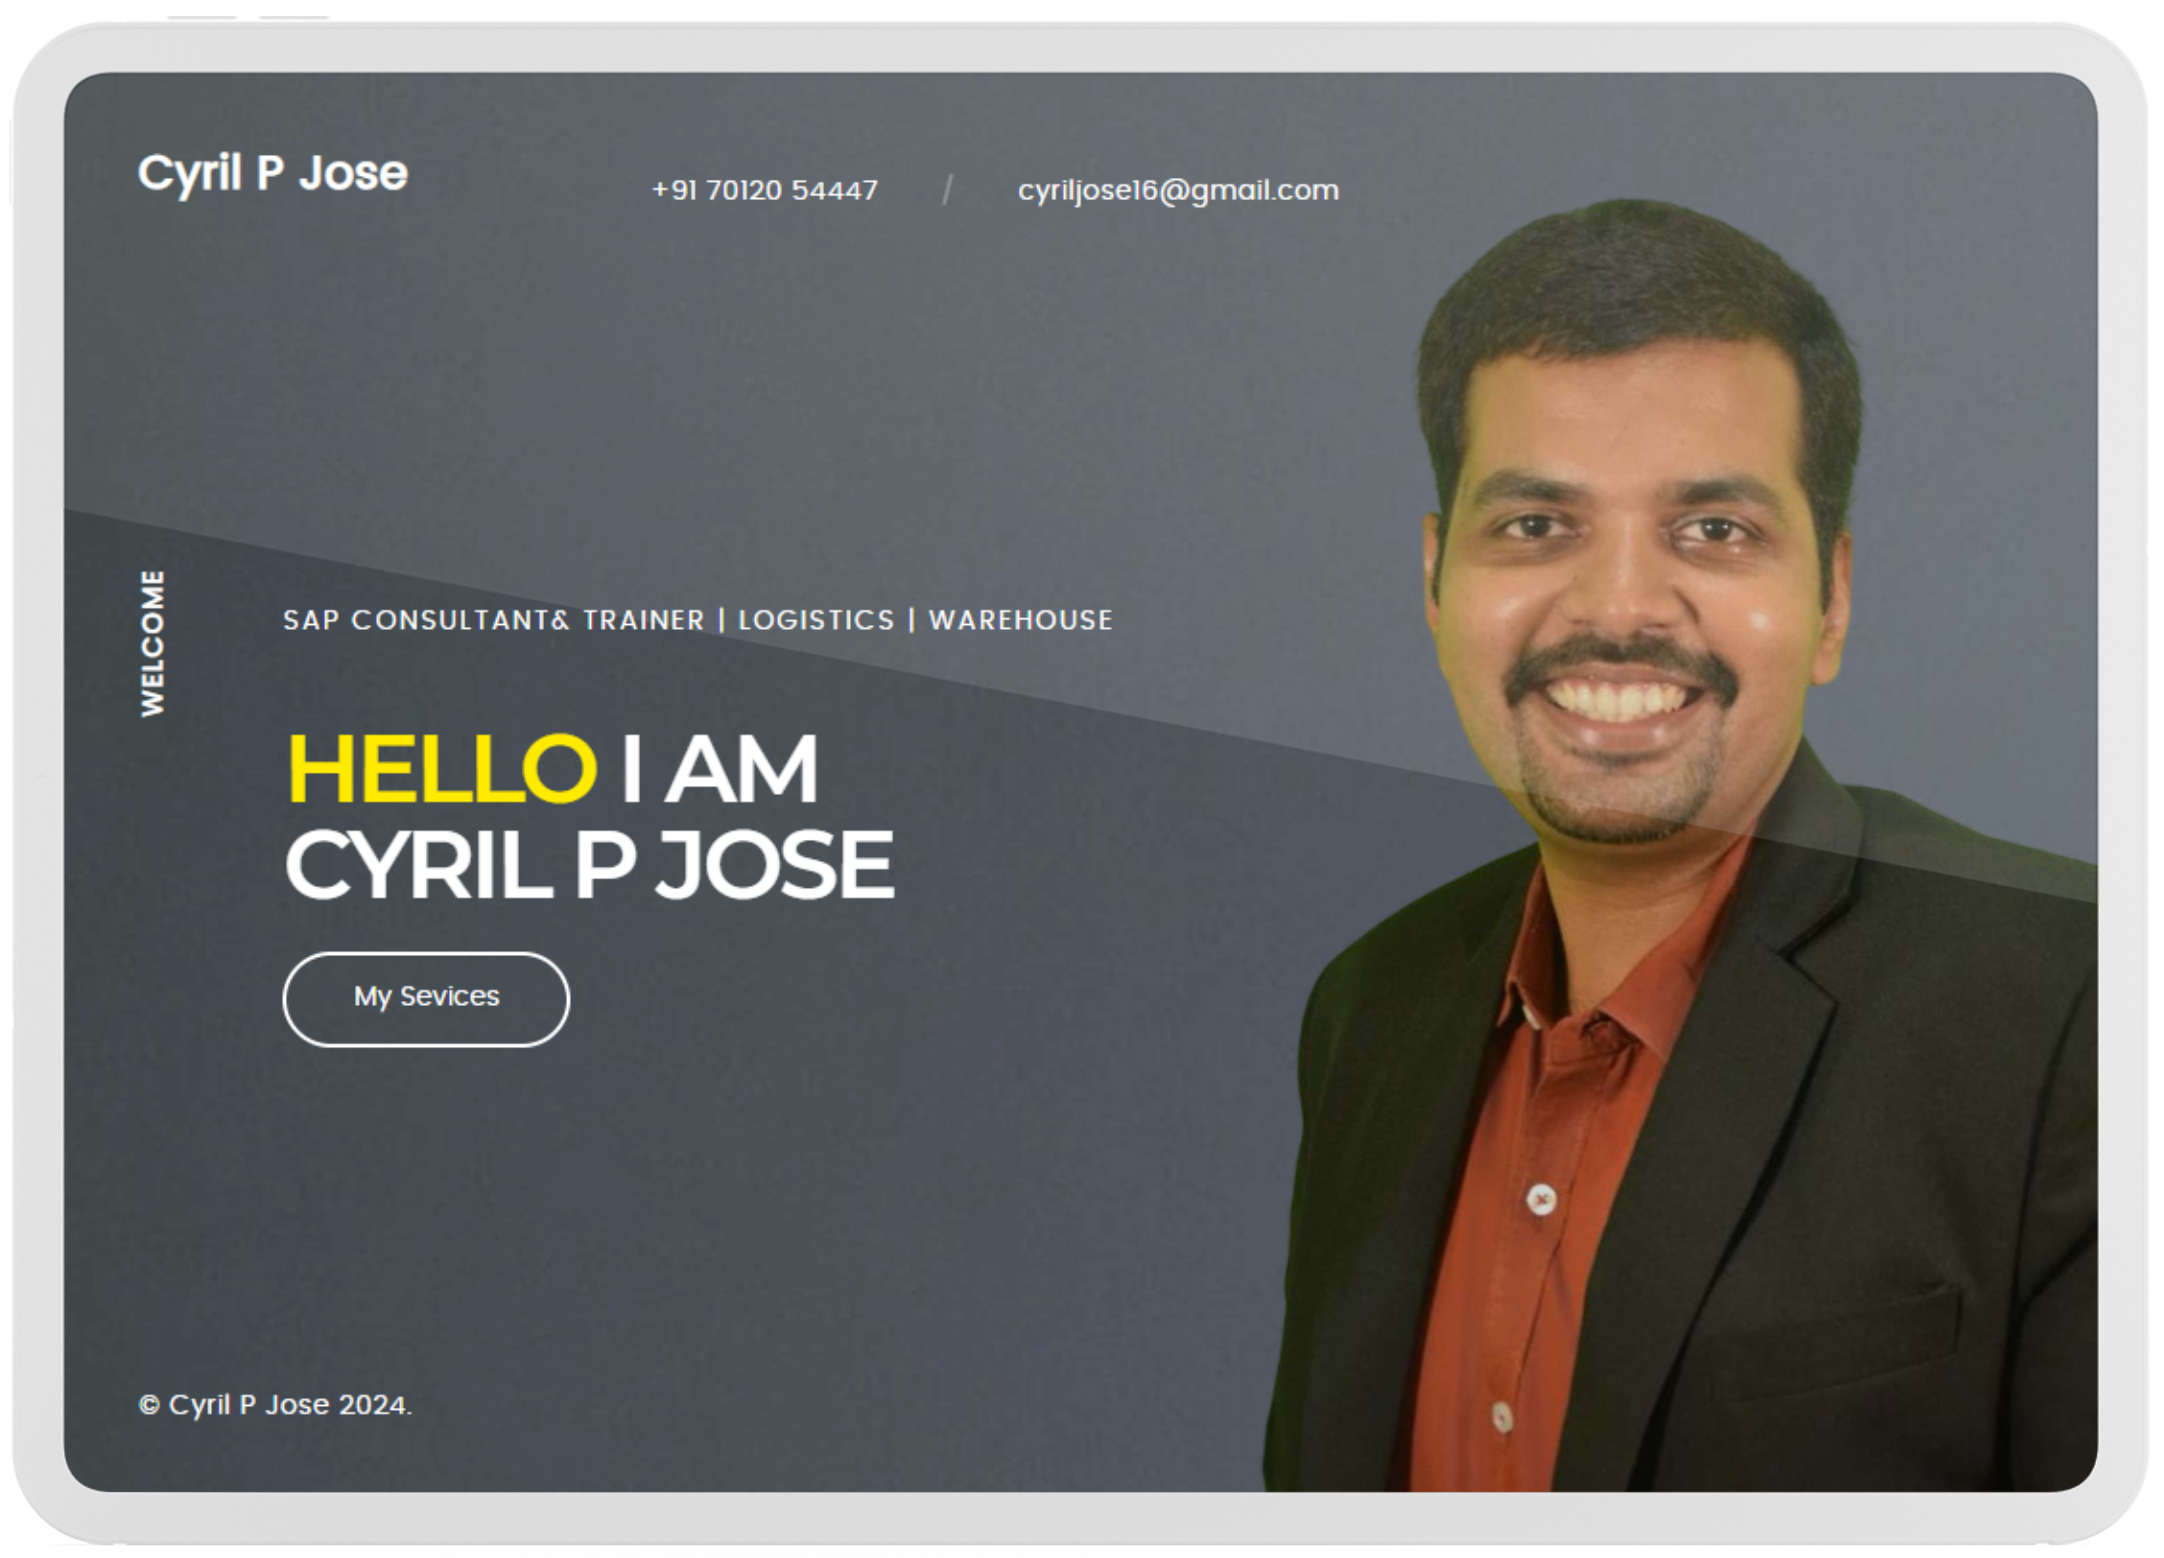 Cyril P Jose
+91 70120 54447 / cyriljose16@gmail.com
WELCOME
SAP CONSULTANT& TRAINER | LOGISTICS | WAREHOUSE
HELLO I AM
CYRIL P JOSE
My Sevices
© Cyril P Jose 2024.